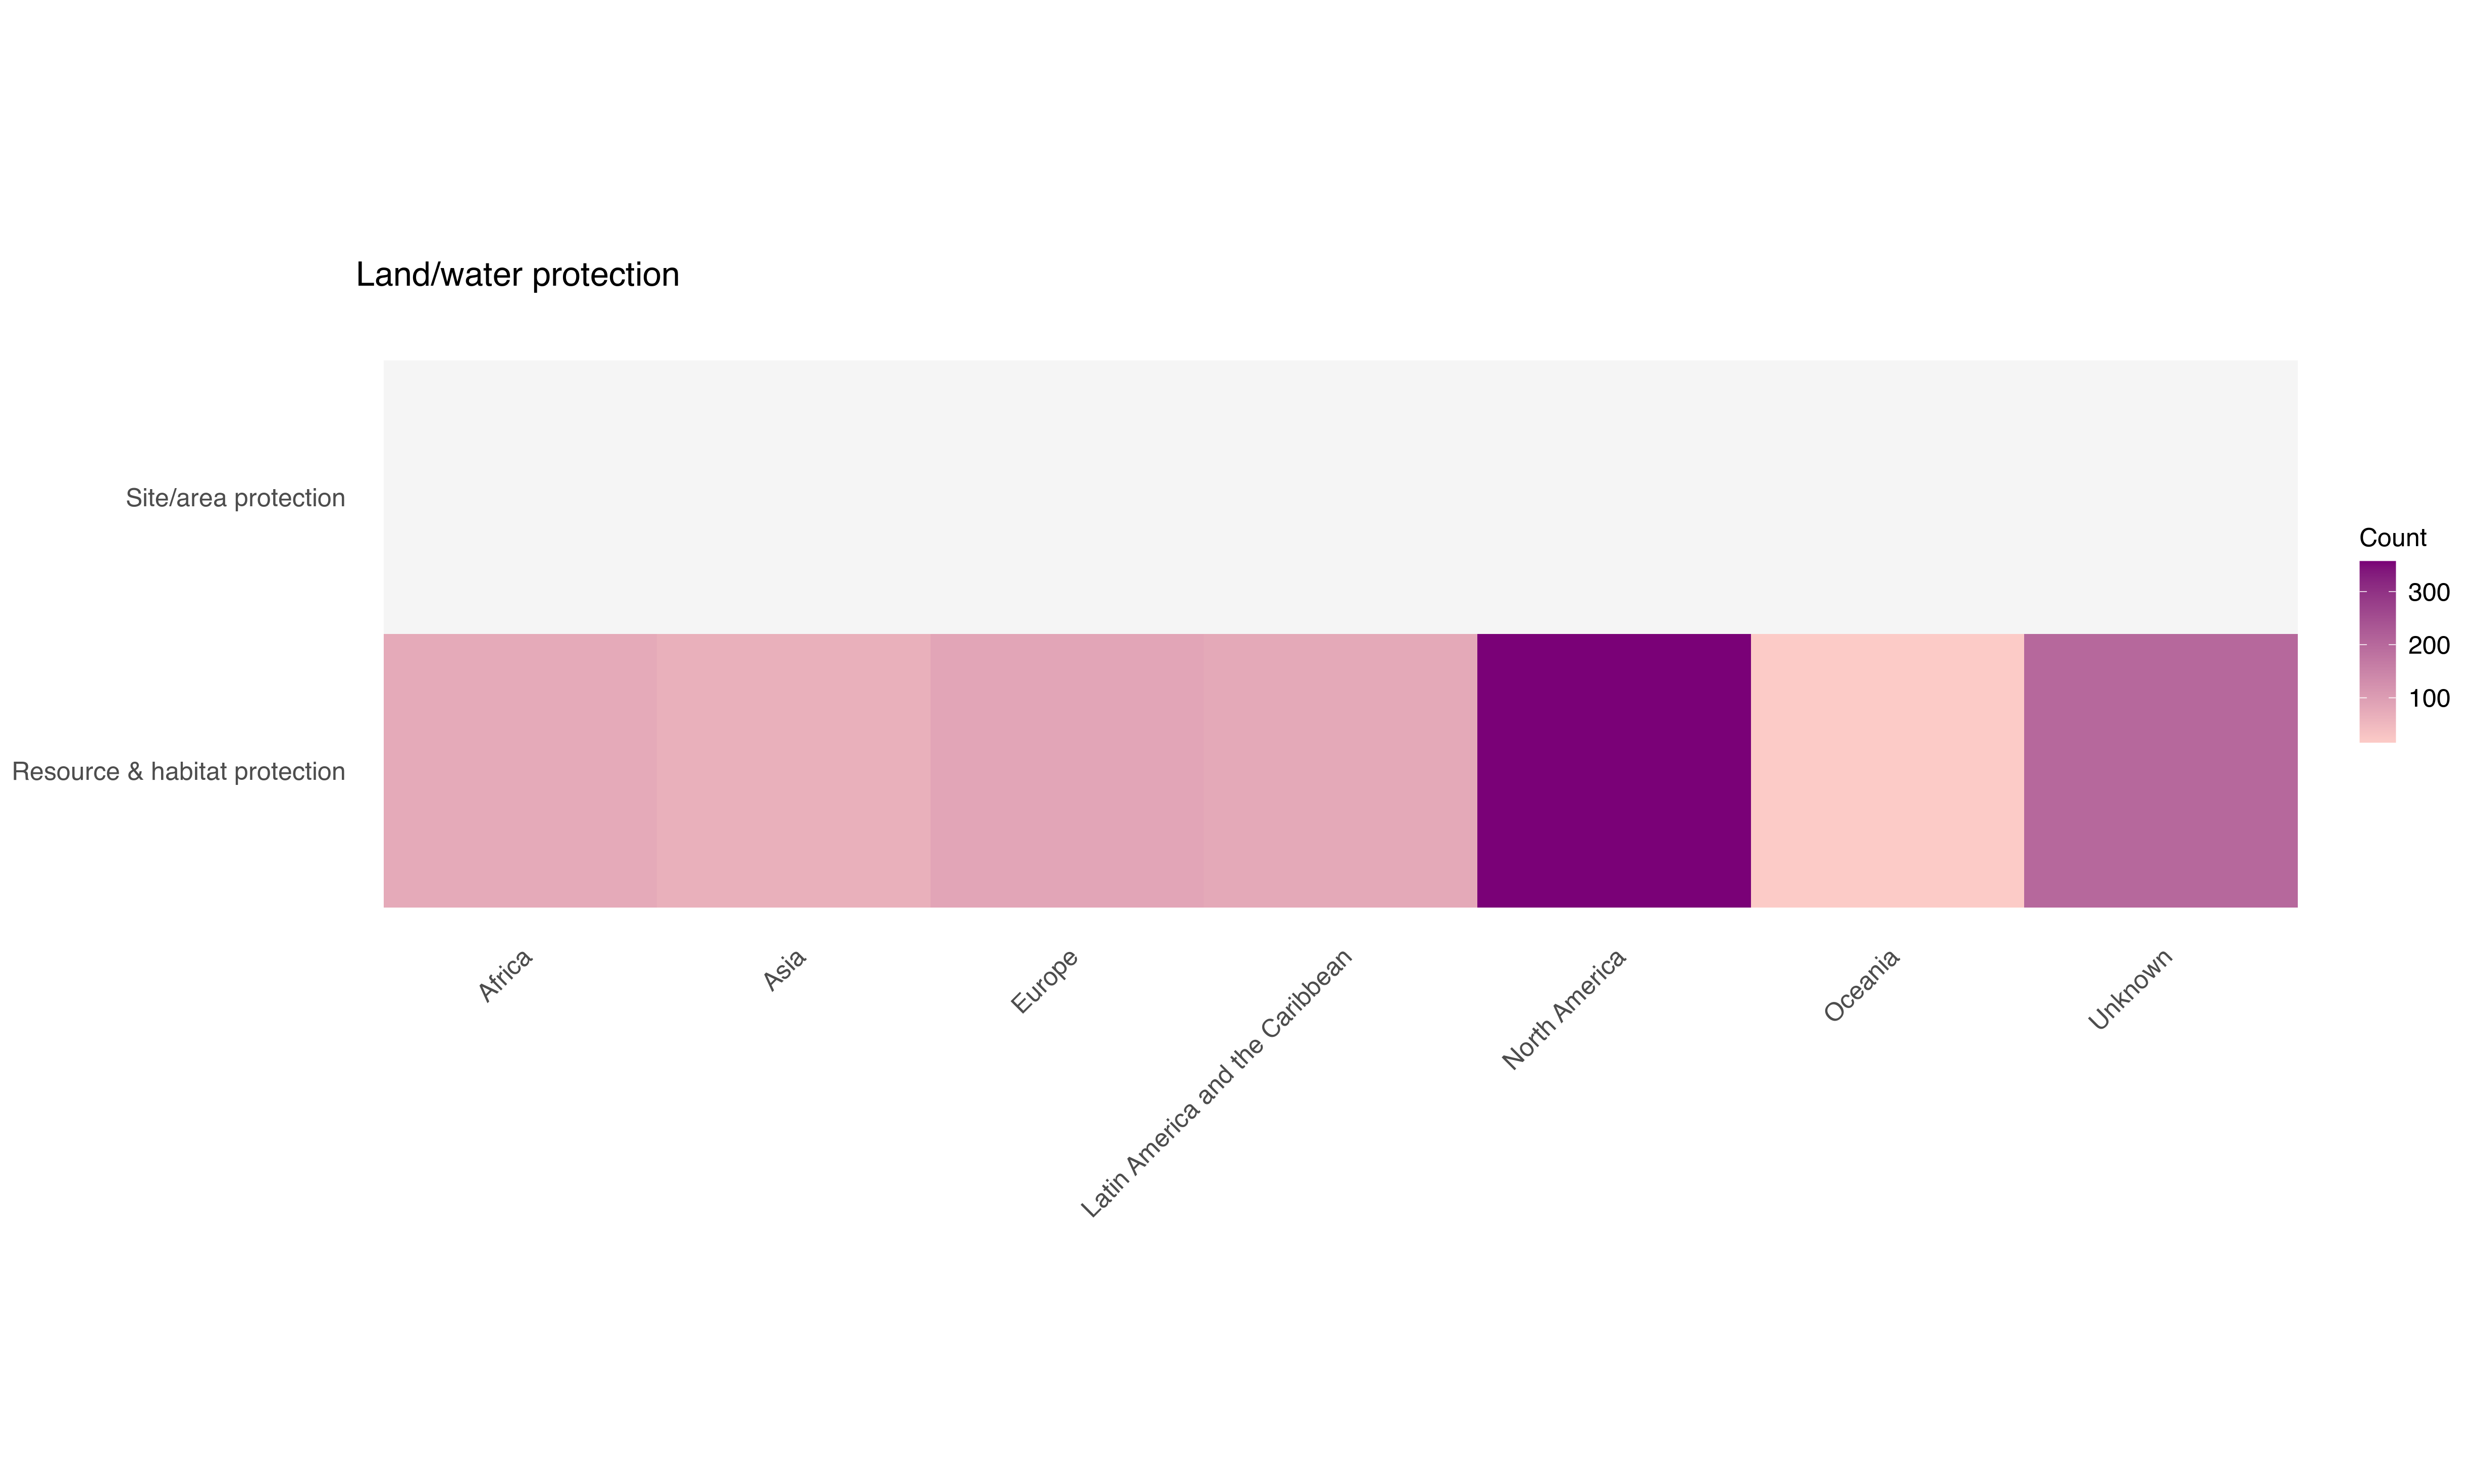 Land/water protection
Site/area protection
Resource & habitat protection
Africa
Asia
Europe
Latin America and the Caribbean
North America
Oceania
Unknown
Count
300
200
100